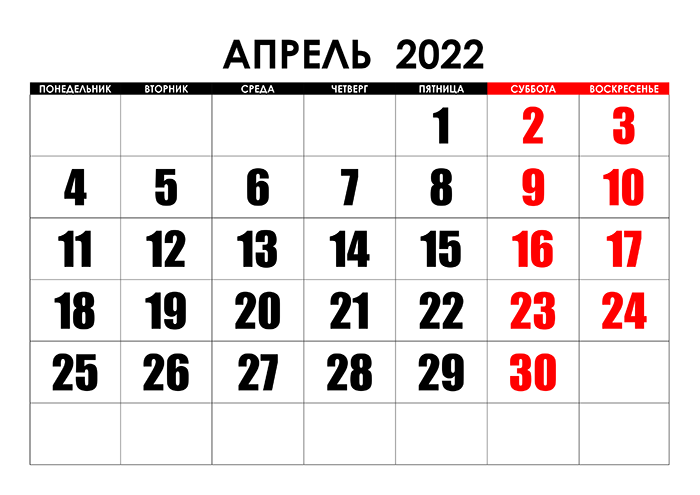 АПРЕЛЬ 2022
ПОНЕДЕЛЬНИК ВТОРНИК СРЕДА ЧЕТВЕРГ ПЯТНИЦА СУББОТА ВОСКРЕСЕНЬЕ
1 2 3
4 5 6 7 8 9 10
11 12 13 14 15 16 17
18 19 20 21 22 23 24
25 26 27 28 29 30